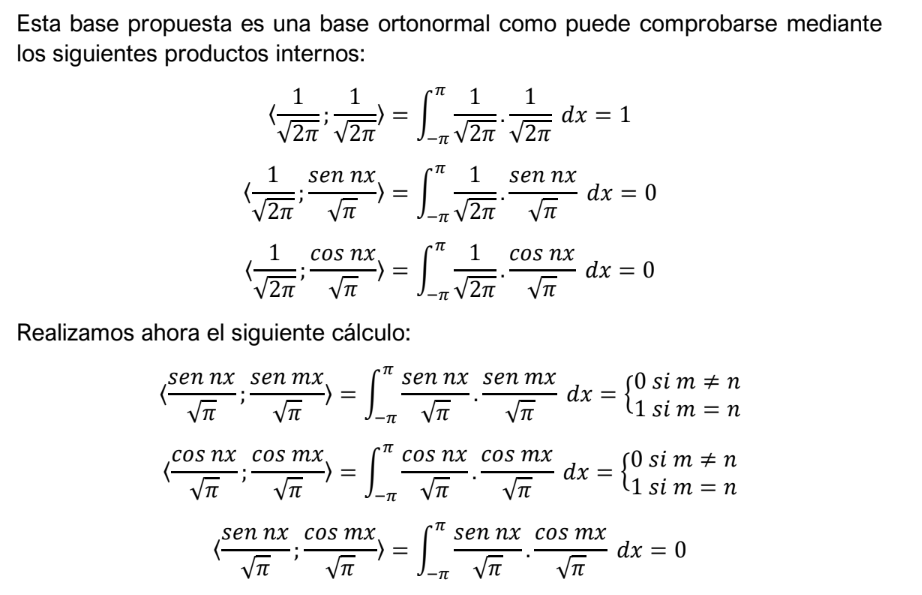 Esta base propuesta es una base ortonormal como puede comprobarse mediante
los siguientes productos internos:
⟨1/√2π ; 1/√2π⟩ = ∫_{-π}^{π} 1/√2π . 1/√2π dx = 1
⟨1/√2π ; sen nx/√π⟩ = ∫_{-π}^{π} 1/√2π . sen nx/√π dx = 0
⟨1/√2π ; cos nx/√π⟩ = ∫_{-π}^{π} 1/√2π . cos nx/√π dx = 0
Realizamos ahora el siguiente cálculo:
⟨sen nx/√π ; sen mx/√π⟩ = ∫_{-π}^{π} sen nx/√π . sen mx/√π dx = {0 si m ≠ n 1 si m = n
⟨cos nx/√π ; cos mx/√π⟩ = ∫_{-π}^{π} cos nx/√π . cos mx/√π dx = {0 si m ≠ n 1 si m = n
⟨sen nx/√π ; cos mx/√π⟩ = ∫_{-π}^{π} sen nx/√π . cos mx/√π dx = 0